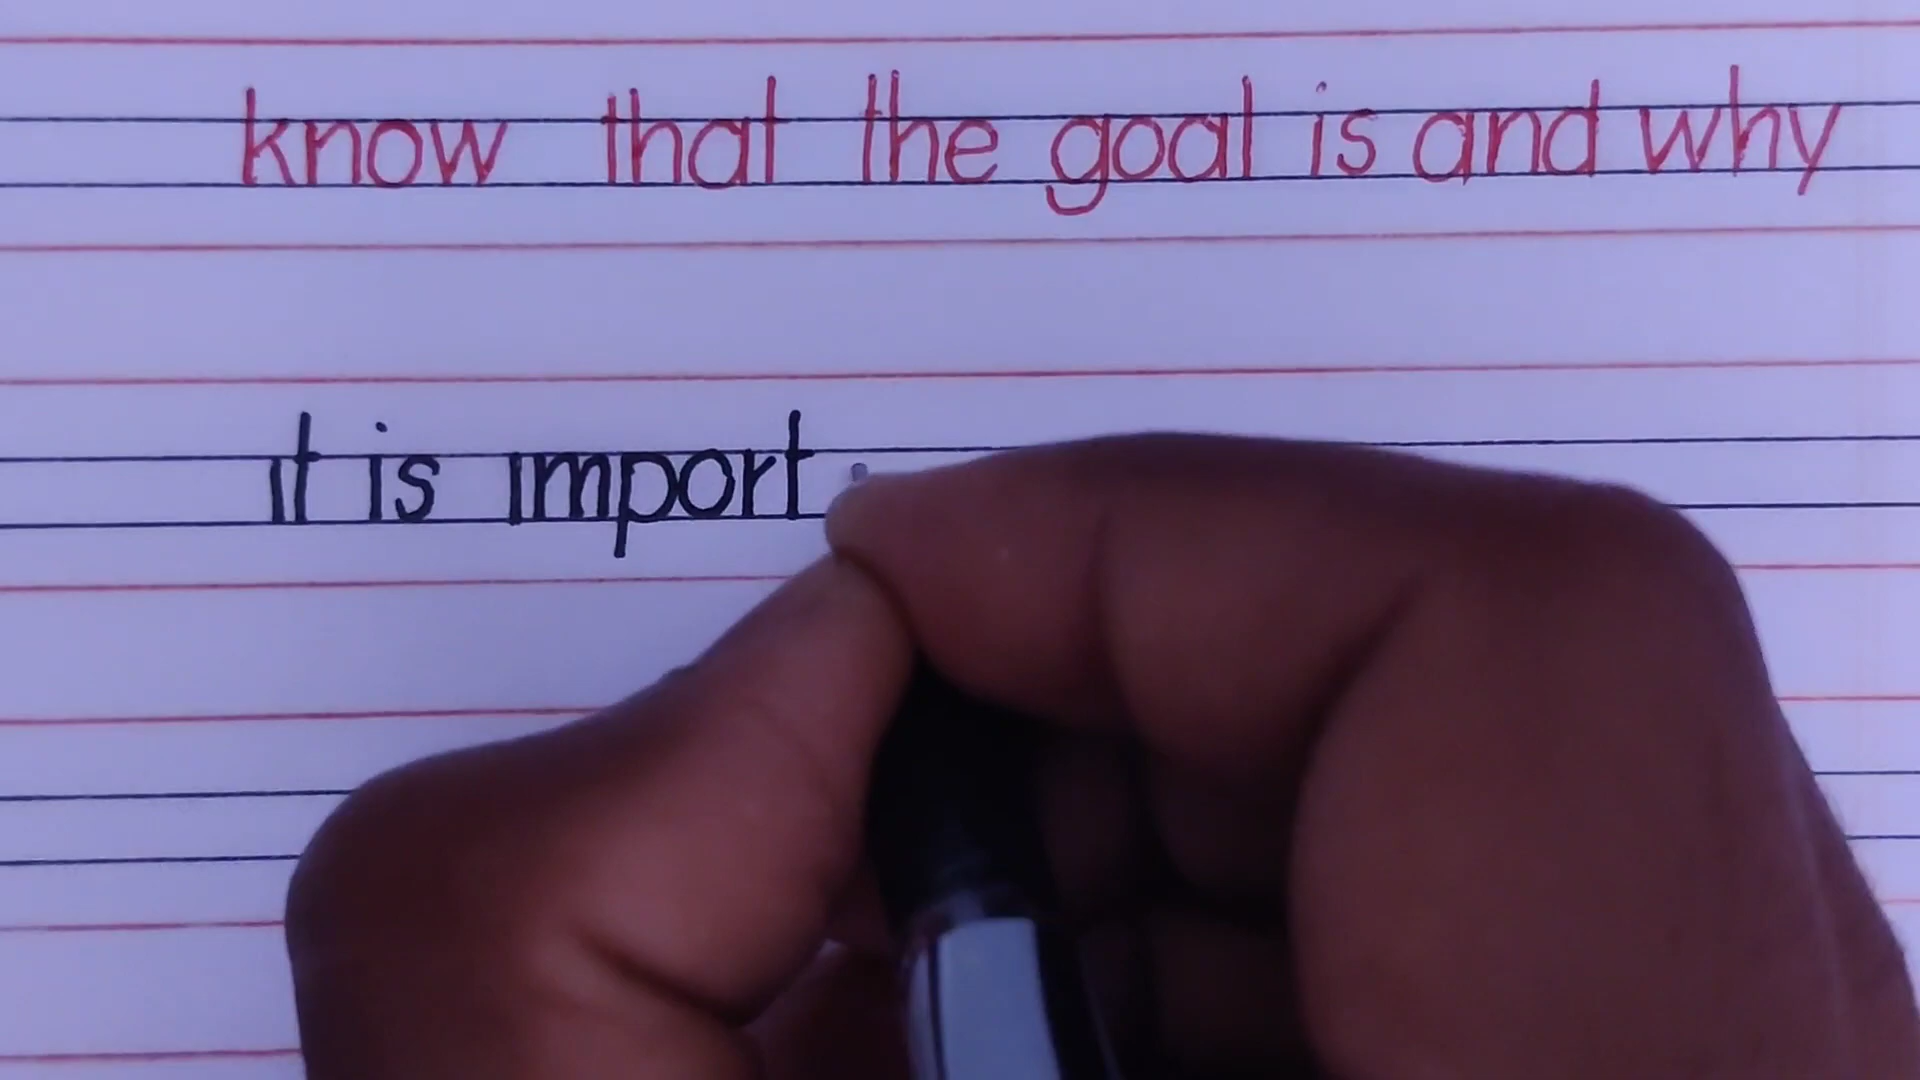 know that the goal is and why
it is import